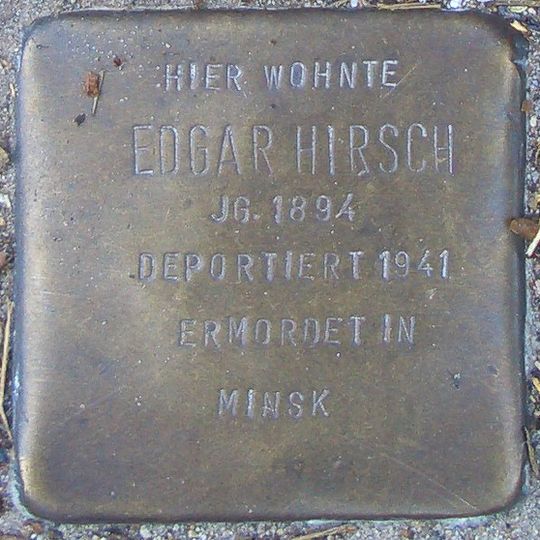 HIER WOHNTE
EDGAR HIRSCH
JG. 1894
DEPORTIERT 1941
ERMORDET IN
MINSK